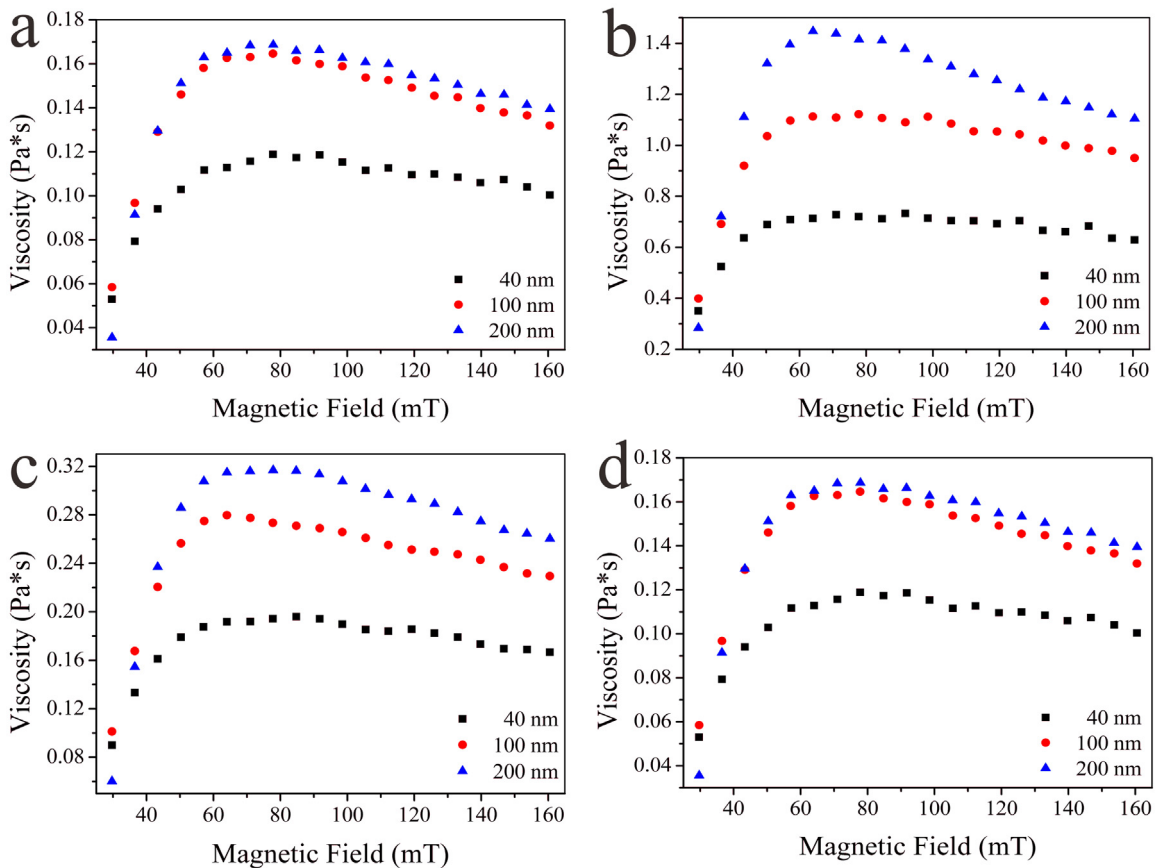 a
0.18
0.16
0.14
0.12
0.10
0.08
0.06
0.04
Viscosity (Pa*s)
40 nm
100 nm
200 nm
40 60 80 100 120 140 160
Magnetic Field (mT)
b
1.4
1.2
1.0
0.8
0.6
0.4
0.2
Viscosity (Pa*s)
40 nm
100 nm
200 nm
40 60 80 100 120 140 160
Magnetic Field (mT)
c
0.32
0.28
0.24
0.20
0.16
0.12
0.08
Viscosity (Pa*s)
40 nm
100 nm
200 nm
40 60 80 100 120 140 160
Magnetic Field (mT)
d
0.18
0.16
0.14
0.12
0.10
0.08
0.06
0.04
Viscosity (Pa*s)
40 nm
100 nm
200 nm
40 60 80 100 120 140 160
Magnetic Field (mT)